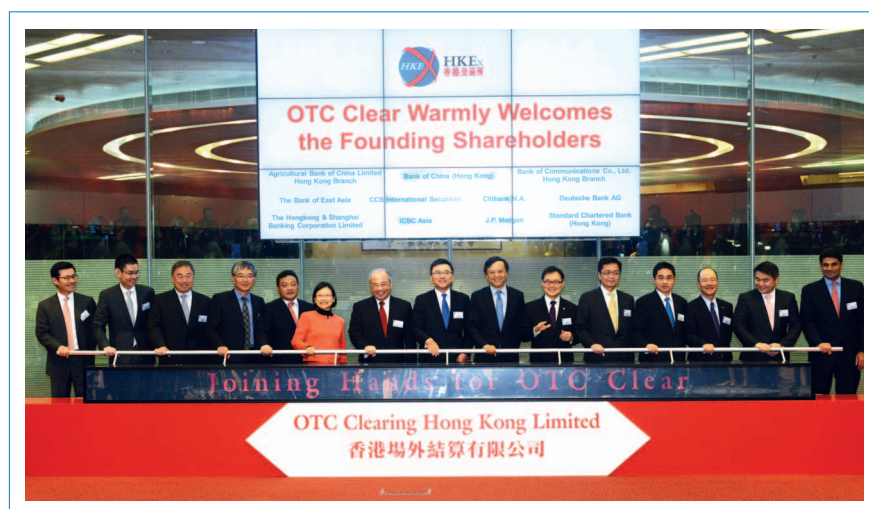 HKEX
HKEx
香港交易所
OTC Clear Warmly Welcomes
the Founding Shareholders
Agricultural Bank of China Limited
Hong Kong Branch
Bank of China (Hong Kong)
Bank of Communications Co., Ltd.
Hong Kong Branch
The Bank of East Asia
CCB International Securities
Citibank N.A.
Deutsche Bank AG
The Hongkong & Shanghai
Banking Corporation Limited
ICBC Asia
J.P. Morgan
Standard Chartered Bank
(Hong Kong)
Joining Hands for OTC Clear
OTC Clearing Hong Kong Limited
香港場外結算有限公司